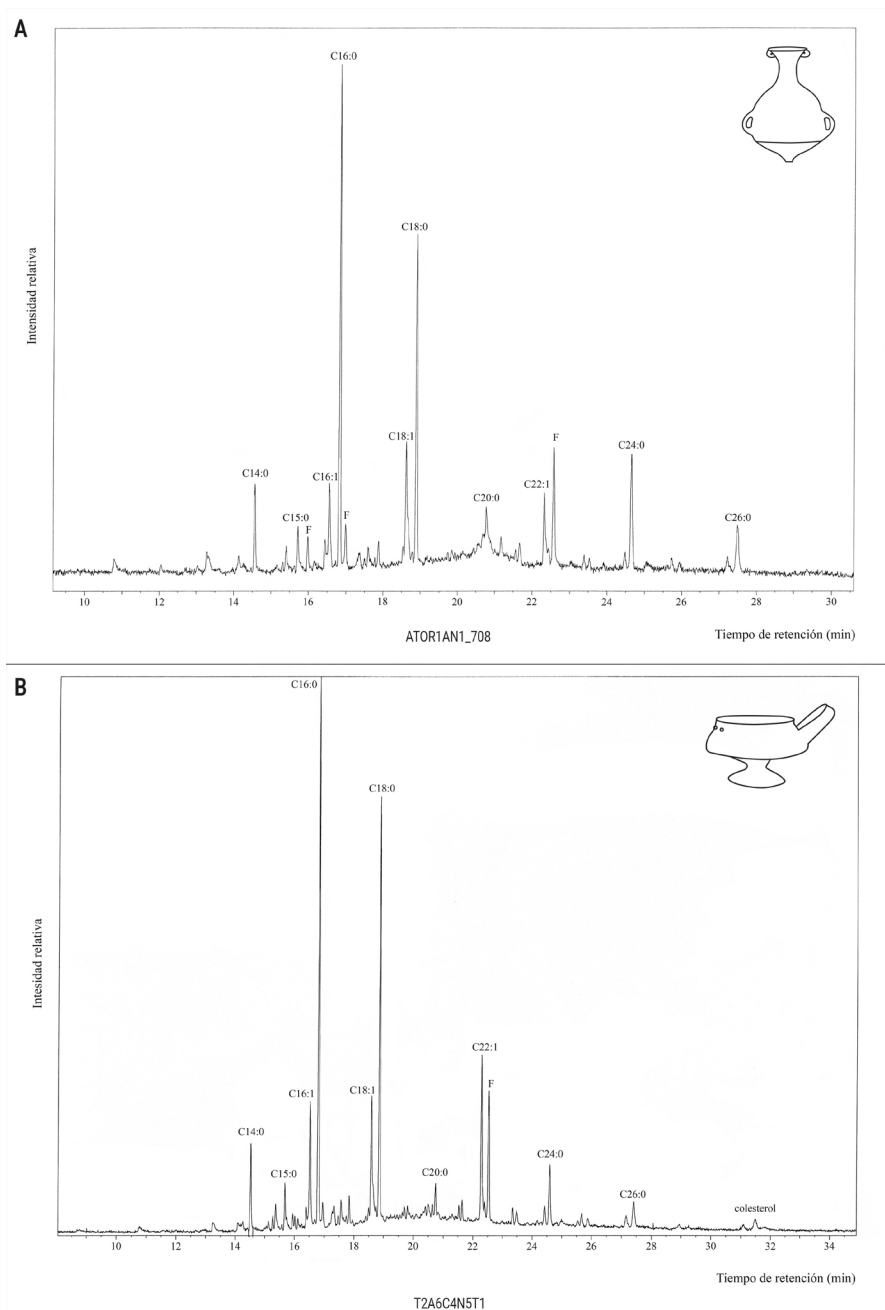 A
C16:0
C18:0
C18:1
C14:0
C16:1
C15:0
F
F
C20:0
C22:1
F
C24:0
C26:0
Intensidad relativa
10 12 14 16 18 20 22 24 26 28 30
ATOR1AN1_708
Tiempo de retención (min)
B
C16:0
C18:0
C22:1
F
C16:1
C18:1
C14:0
C15:0
C20:0
C24:0
C26:0
colesterol
Intesidad relativa
10 12 14 16 18 20 22 24 26 28 30 32 34
Tiempo de retención (min)
T2A6C4N5T1